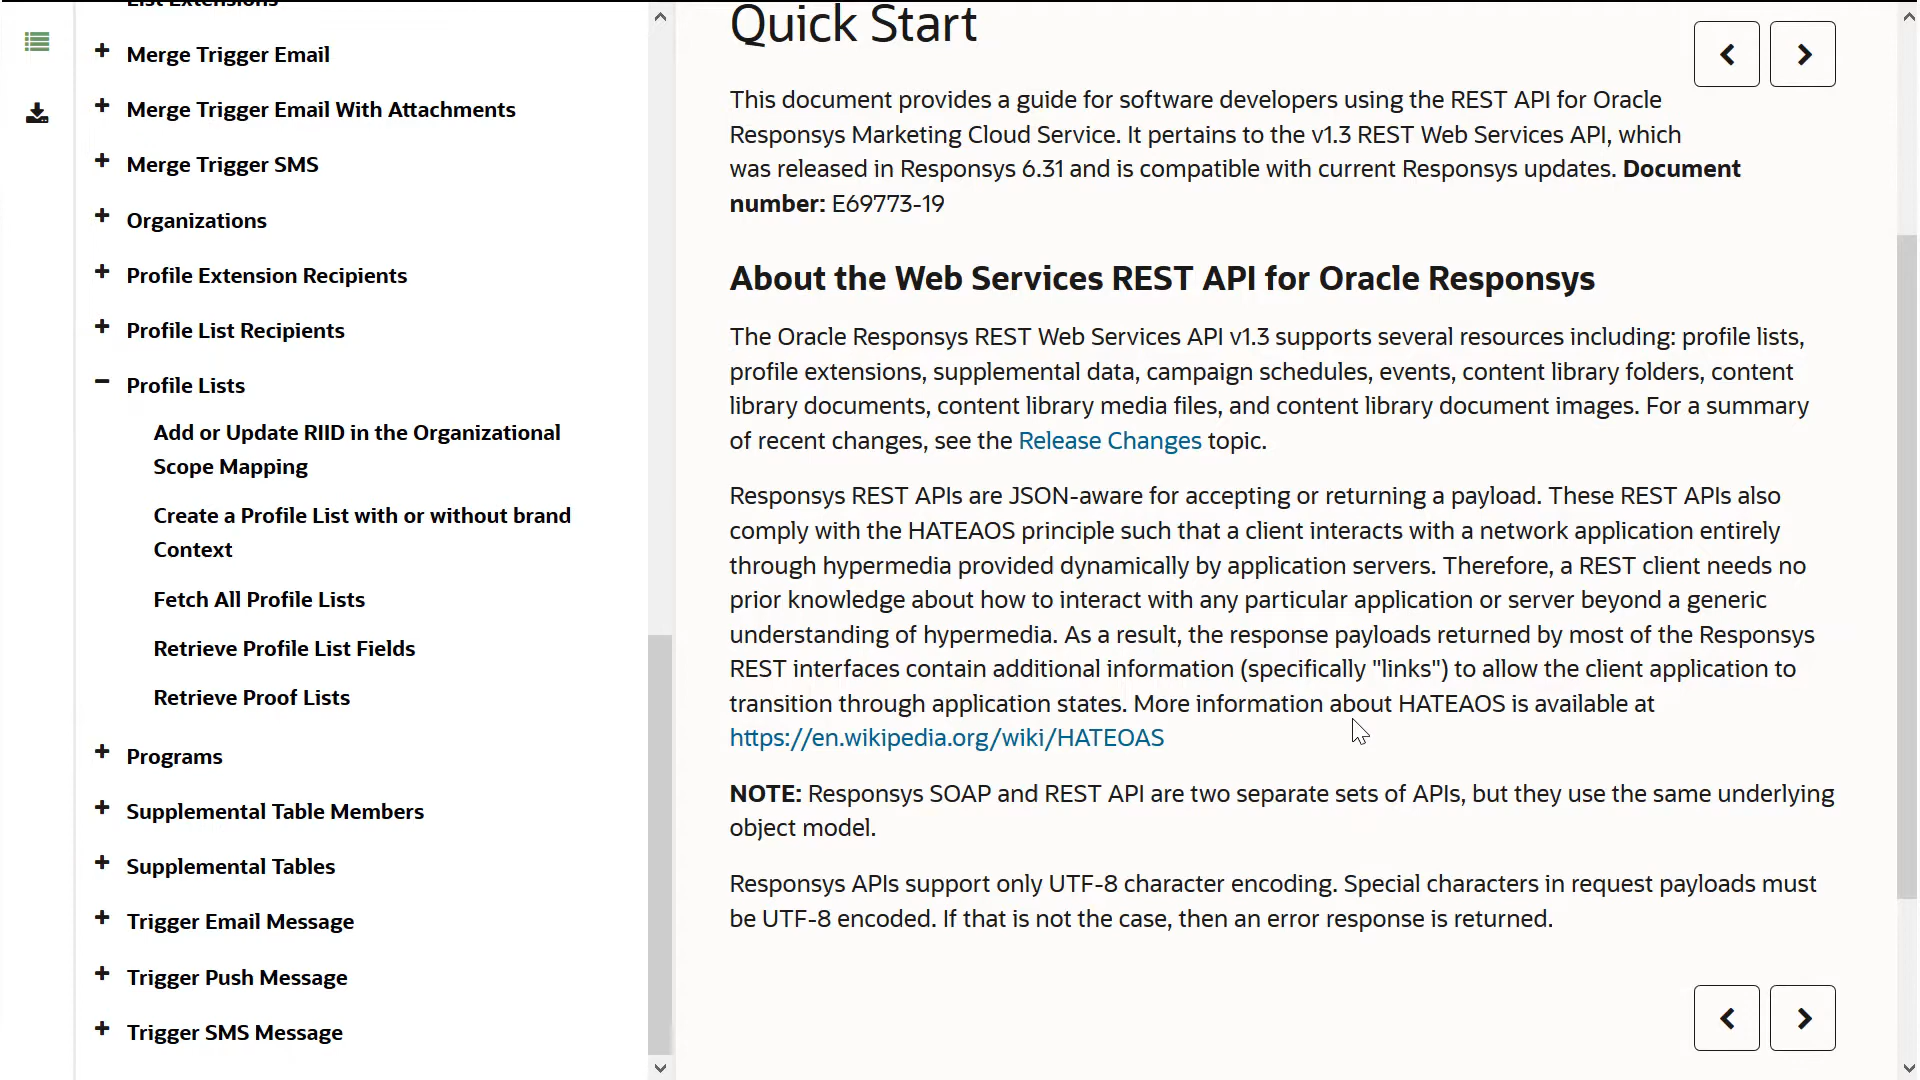 List Extensions
Merge Trigger Email
Merge Trigger Email With Attachments
Merge Trigger SMS
Organizations
Profile Extension Recipients
Profile List Recipients
Profile Lists
Add or Update RIID in the Organizational
Scope Mapping
Create a Profile List with or without brand
Context
Fetch All Profile Lists
Retrieve Profile List Fields
Retrieve Proof Lists
Programs
Supplemental Table Members
Supplemental Tables
Trigger Email Message
Trigger Push Message
Trigger SMS Message
Quick Start
This document provides a guide for software developers using the REST API for Oracle
Responsys Marketing Cloud Service. It pertains to the v1.3 REST Web Services API, which
was released in Responsys 6.31 and is compatible with current Responsys updates. Document
number: E69773-19
About the Web Services REST API for Oracle Responsys
The Oracle Responsys REST Web Services API v1.3 supports several resources including: profile lists,
profile extensions, supplemental data, campaign schedules, events, content library folders, content
library documents, content library media files, and content library document images. For a summary
of recent changes, see the Release Changes topic.
Responsys REST APIs are JSON-aware for accepting or returning a payload. These REST APIs also
comply with the HATEAOS principle such that a client interacts with a network application entirely
through hypermedia provided dynamically by application servers. Therefore, a REST client needs no
prior knowledge about how to interact with any particular application or server beyond a generic
understanding of hypermedia. As a result, the response payloads returned by most of the Responsys
REST interfaces contain additional information (specifically "links") to allow the client application to
transition through application states. More information about HATEAOS is available at
https://en.wikipedia.org/wiki/HATEOAS
NOTE: Responsys SOAP and REST API are two separate sets of APIs, but they use the same underlying
object model.
Responsys APIs support only UTF-8 character encoding. Special characters in request payloads must
be UTF-8 encoded. If that is not the case, then an error response is returned.